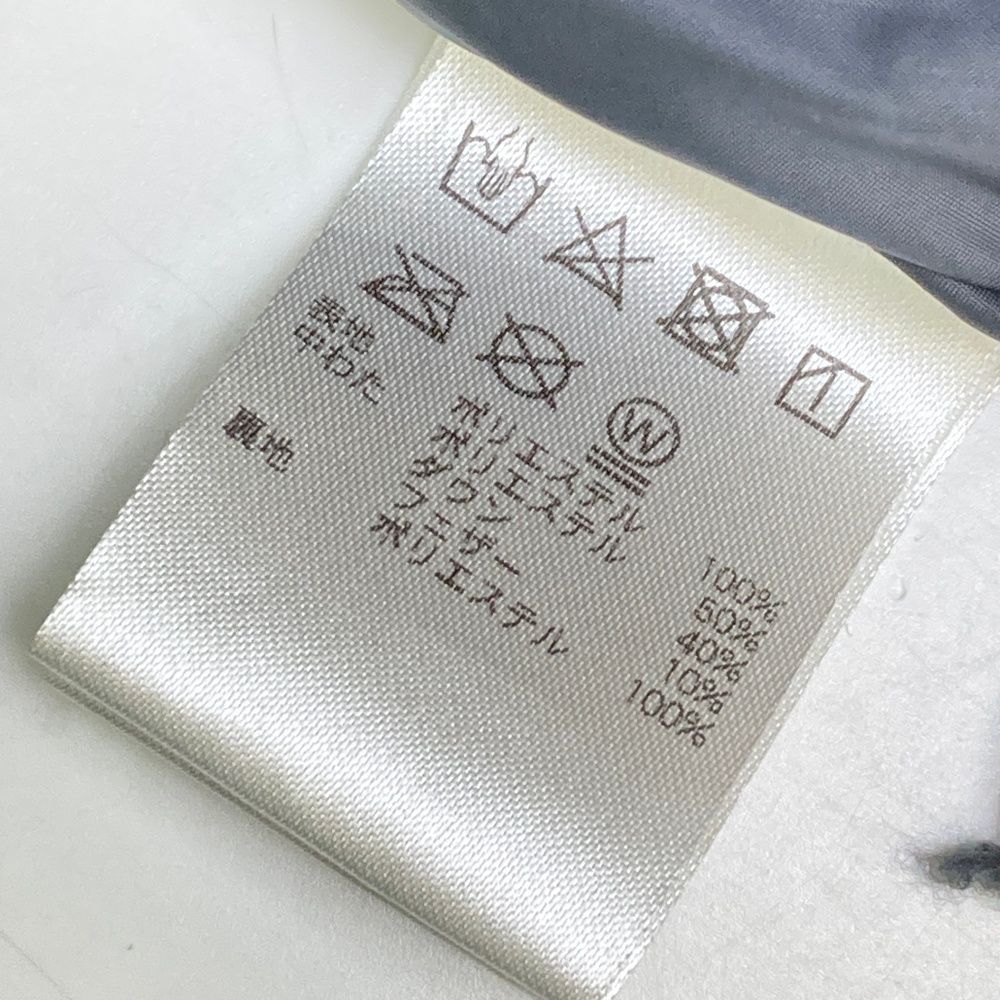 W
表地 ポリエステル 100%
中わた ポリエステル 50%
ダウン 40%
フェザー 10%
裏地 ポリエステル 100%